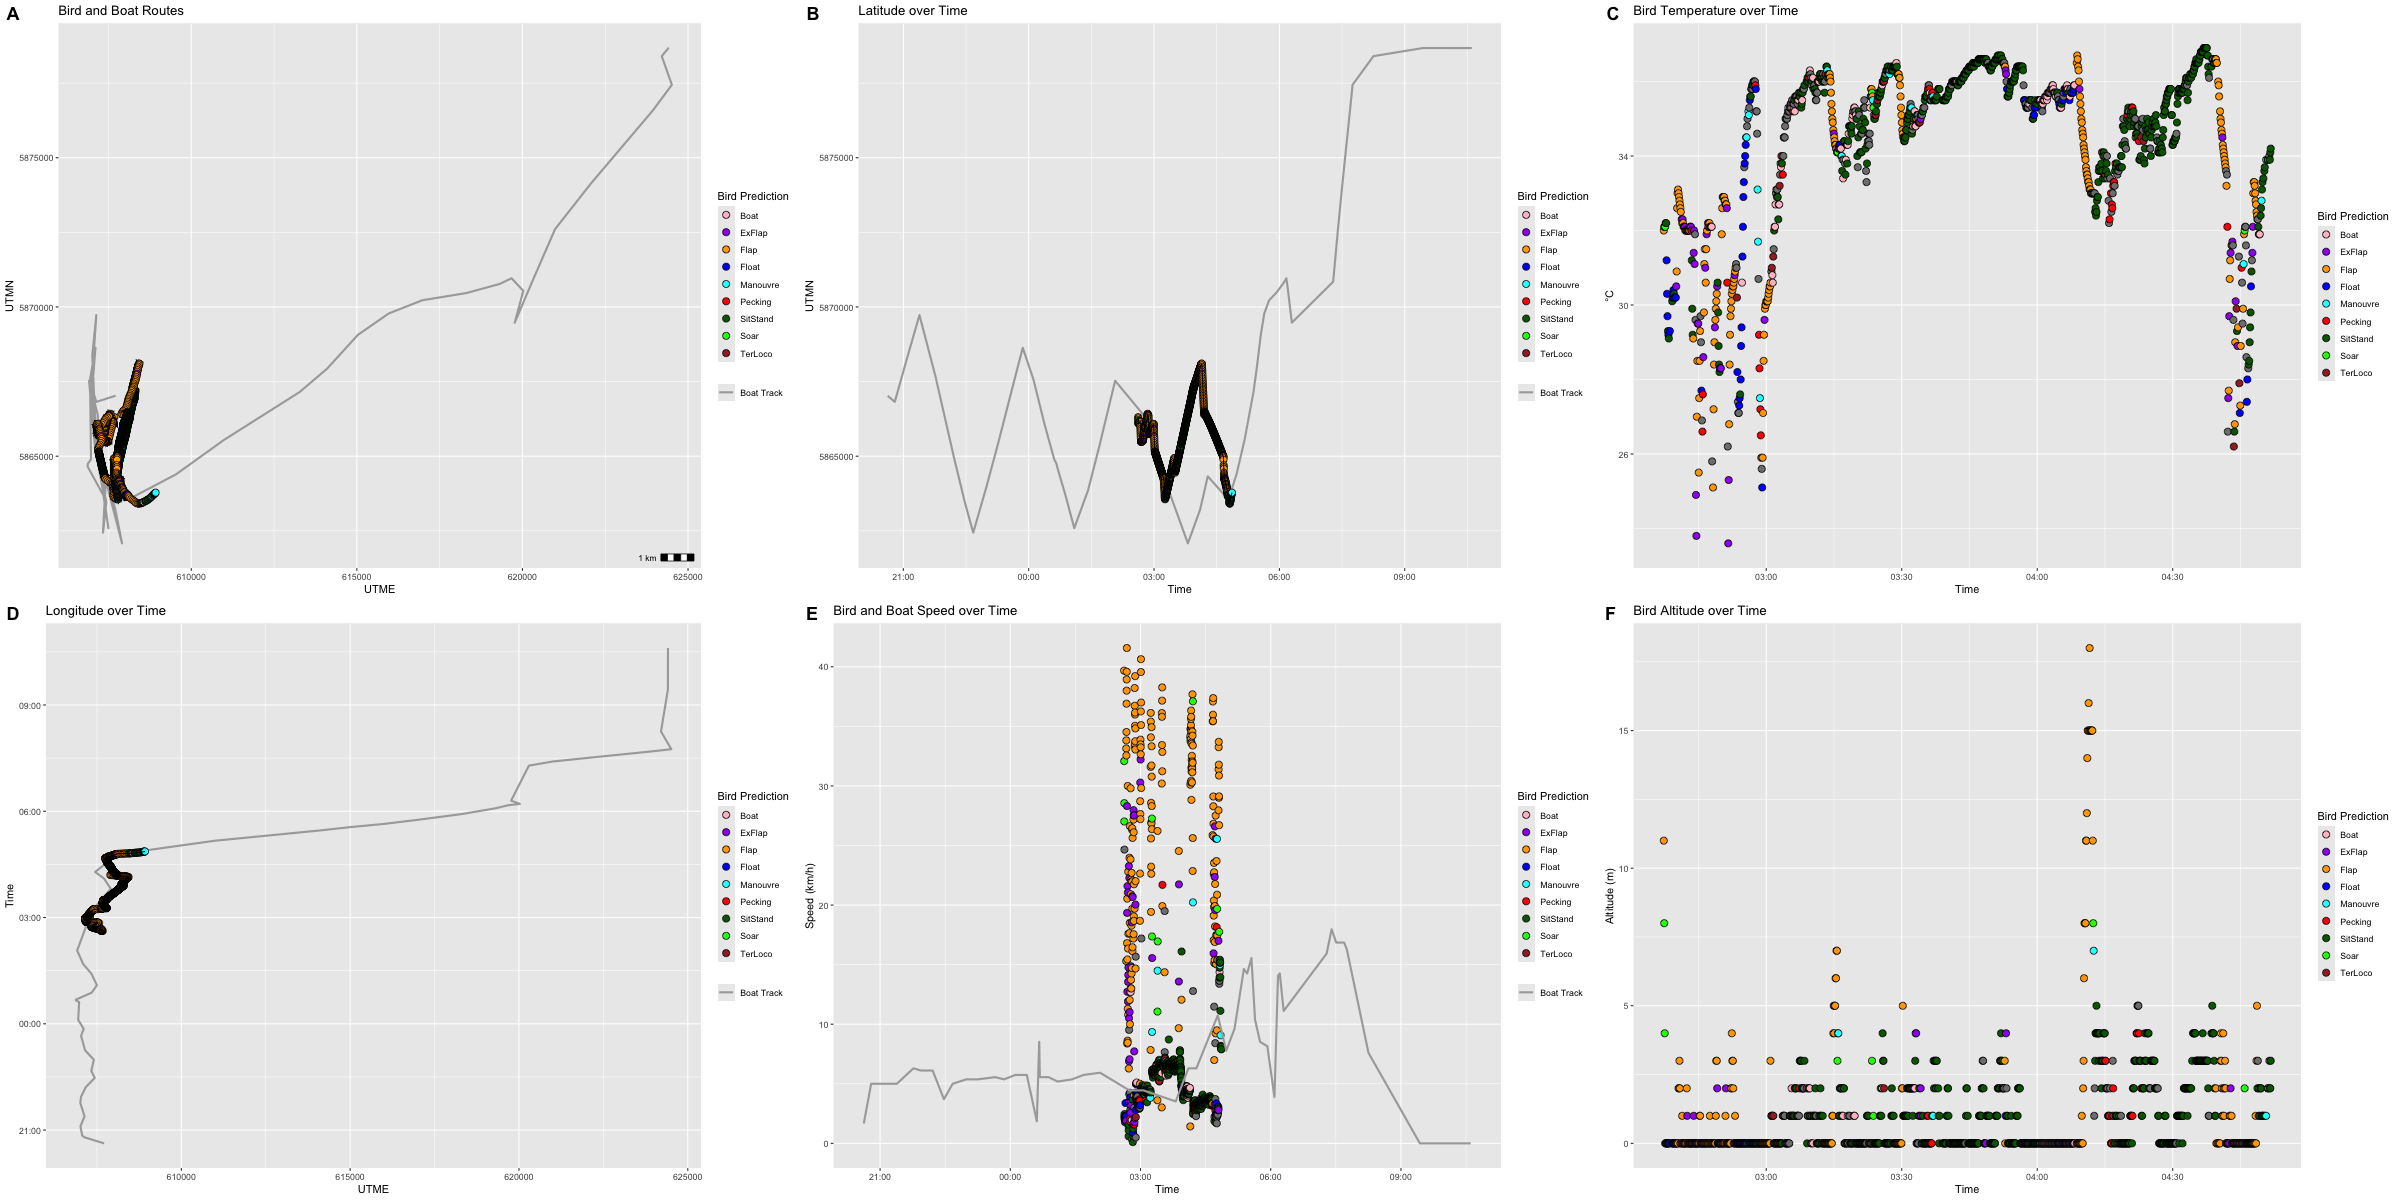 A
Bird and Boat Routes
5875000
5870000
5865000
UTMN
610000
615000
620000
625000
UTME
1 km
Bird Prediction
Boat
ExFlap
Flap
Float
Manouvre
Pecking
SitStand
Soar
TerLoco
Boat Track
B
Latitude over Time
5875000
5870000
5865000
UTMN
21:00
00:00
03:00
06:00
09:00
Time
Bird Prediction
Boat
ExFlap
Flap
Float
Manouvre
Pecking
SitStand
Soar
TerLoco
Boat Track
C
Bird Temperature over Time
34
30
26
°C
03:00
03:30
04:00
04:30
Time
Bird Prediction
Boat
ExFlap
Flap
Float
Manouvre
Pecking
SitStand
Soar
TerLoco
D
Longitude over Time
09:00
06:00
03:00
00:00
21:00
Time
610000
615000
620000
625000
UTME
Bird Prediction
Boat
ExFlap
Flap
Float
Manouvre
Pecking
SitStand
Soar
TerLoco
Boat Track
E
Bird and Boat Speed over Time
40
30
20
10
0
Speed (km/h)
21:00
00:00
03:00
06:00
09:00
Time
Bird Prediction
Boat
ExFlap
Flap
Float
Manouvre
Pecking
SitStand
Soar
TerLoco
Boat Track
F
Bird Altitude over Time
15
10
5
0
Altitude (m)
03:00
03:30
04:00
04:30
Time
Bird Prediction
Boat
ExFlap
Flap
Float
Manouvre
Pecking
SitStand
Soar
TerLoco